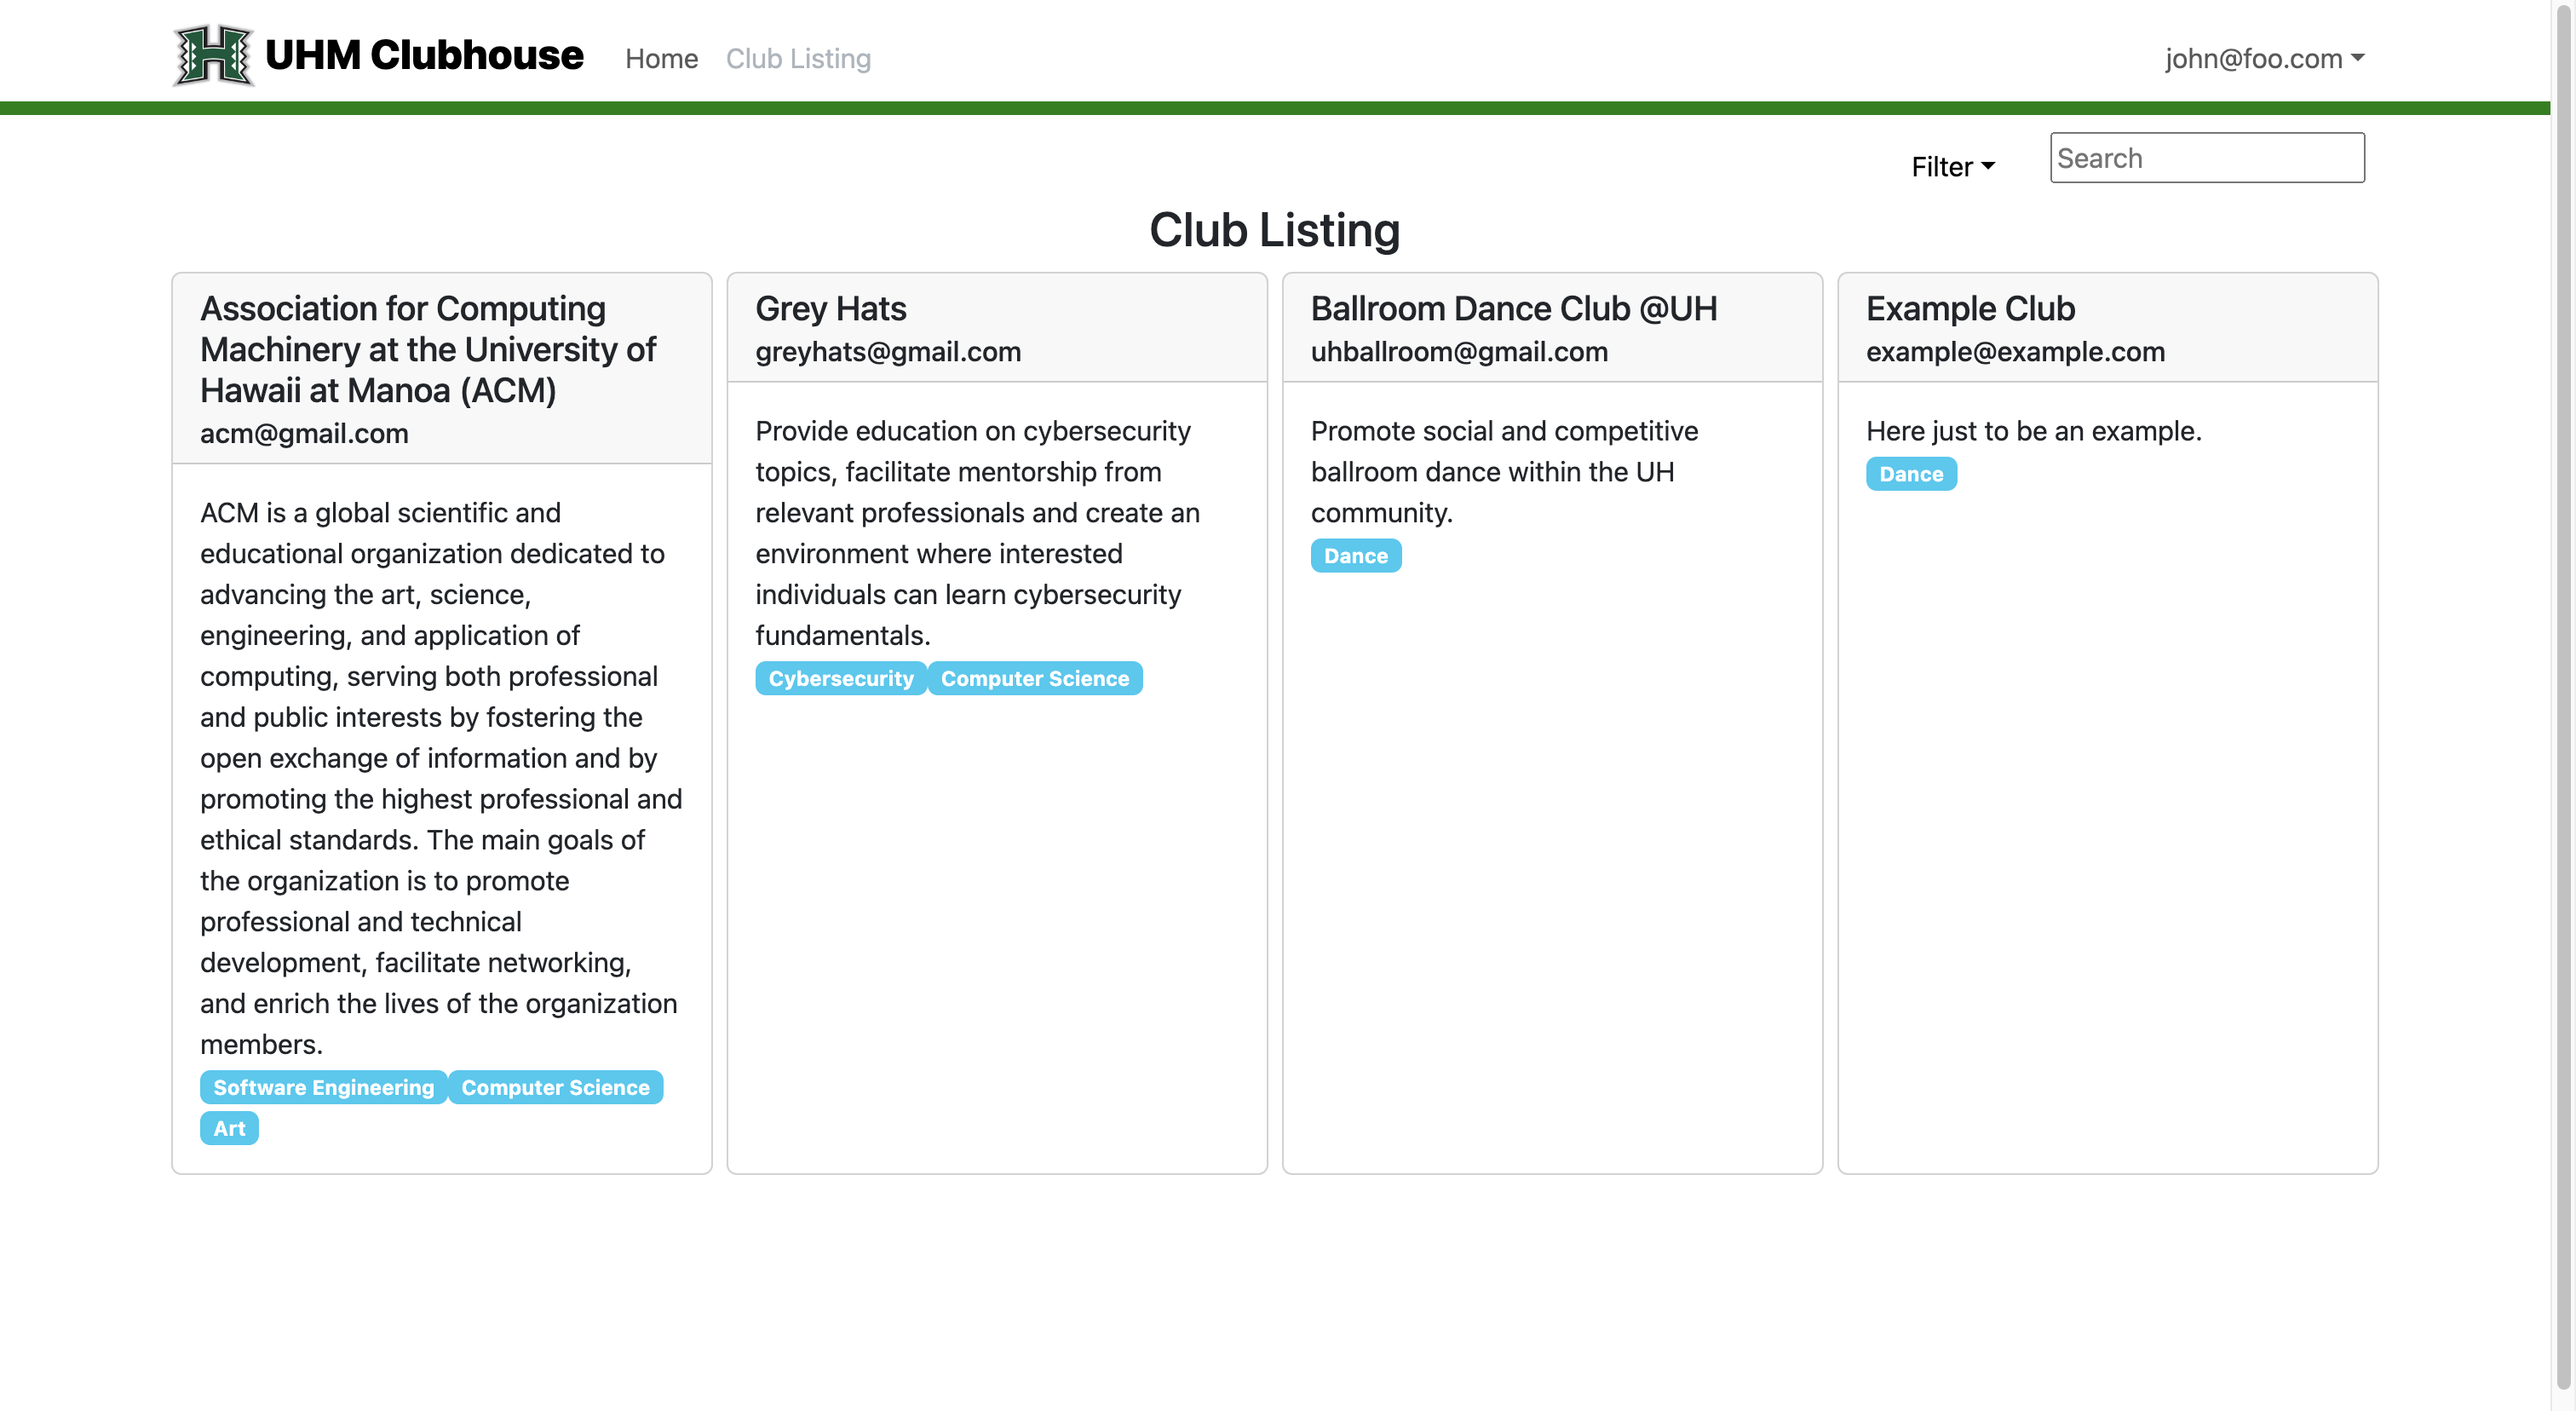 H
UHM Clubhouse
Home
Club Listing
john@foo.com
Filter
Search
Club Listing
Association for Computing
Machinery at the University of
Hawaii at Manoa (ACM)
acm@gmail.com
ACM is a global scientific and
educational organization dedicated to
advancing the art, science,
engineering, and application of
computing, serving both professional
and public interests by fostering the
open exchange of information and by
promoting the highest professional and
ethical standards. The main goals of
the organization is to promote
professional and technical
development, facilitate networking,
and enrich the lives of the organization
members.
Software Engineering Computer Science
Art
Grey Hats
greyhats@gmail.com
Provide education on cybersecurity
topics, facilitate mentorship from
relevant professionals and create an
environment where interested
individuals can learn cybersecurity
fundamentals.
Cybersecurity Computer Science
Ballroom Dance Club @UH
uhballroom@gmail.com
Promote social and competitive
ballroom dance within the UH
community.
Dance
Example Club
example@example.com
Here just to be an example.
Dance